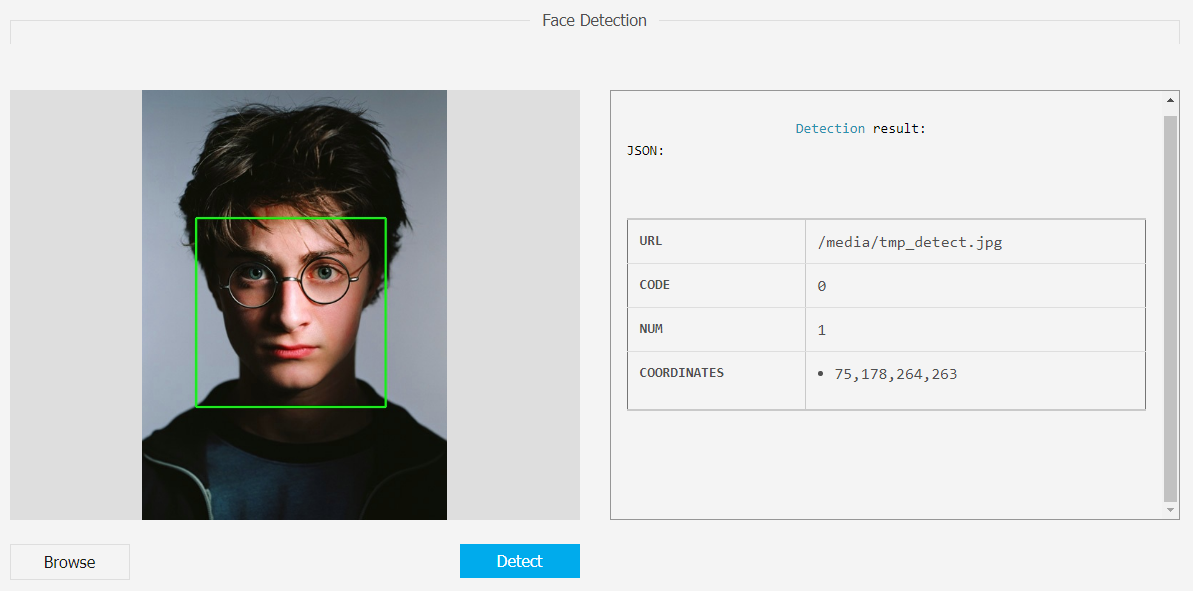 Face Detection
Detection result:
JSON:
URL /media/tmp_detect.jpg
CODE 0
NUM 1
COORDINATES • 75,178,264,263
Browse
Detect